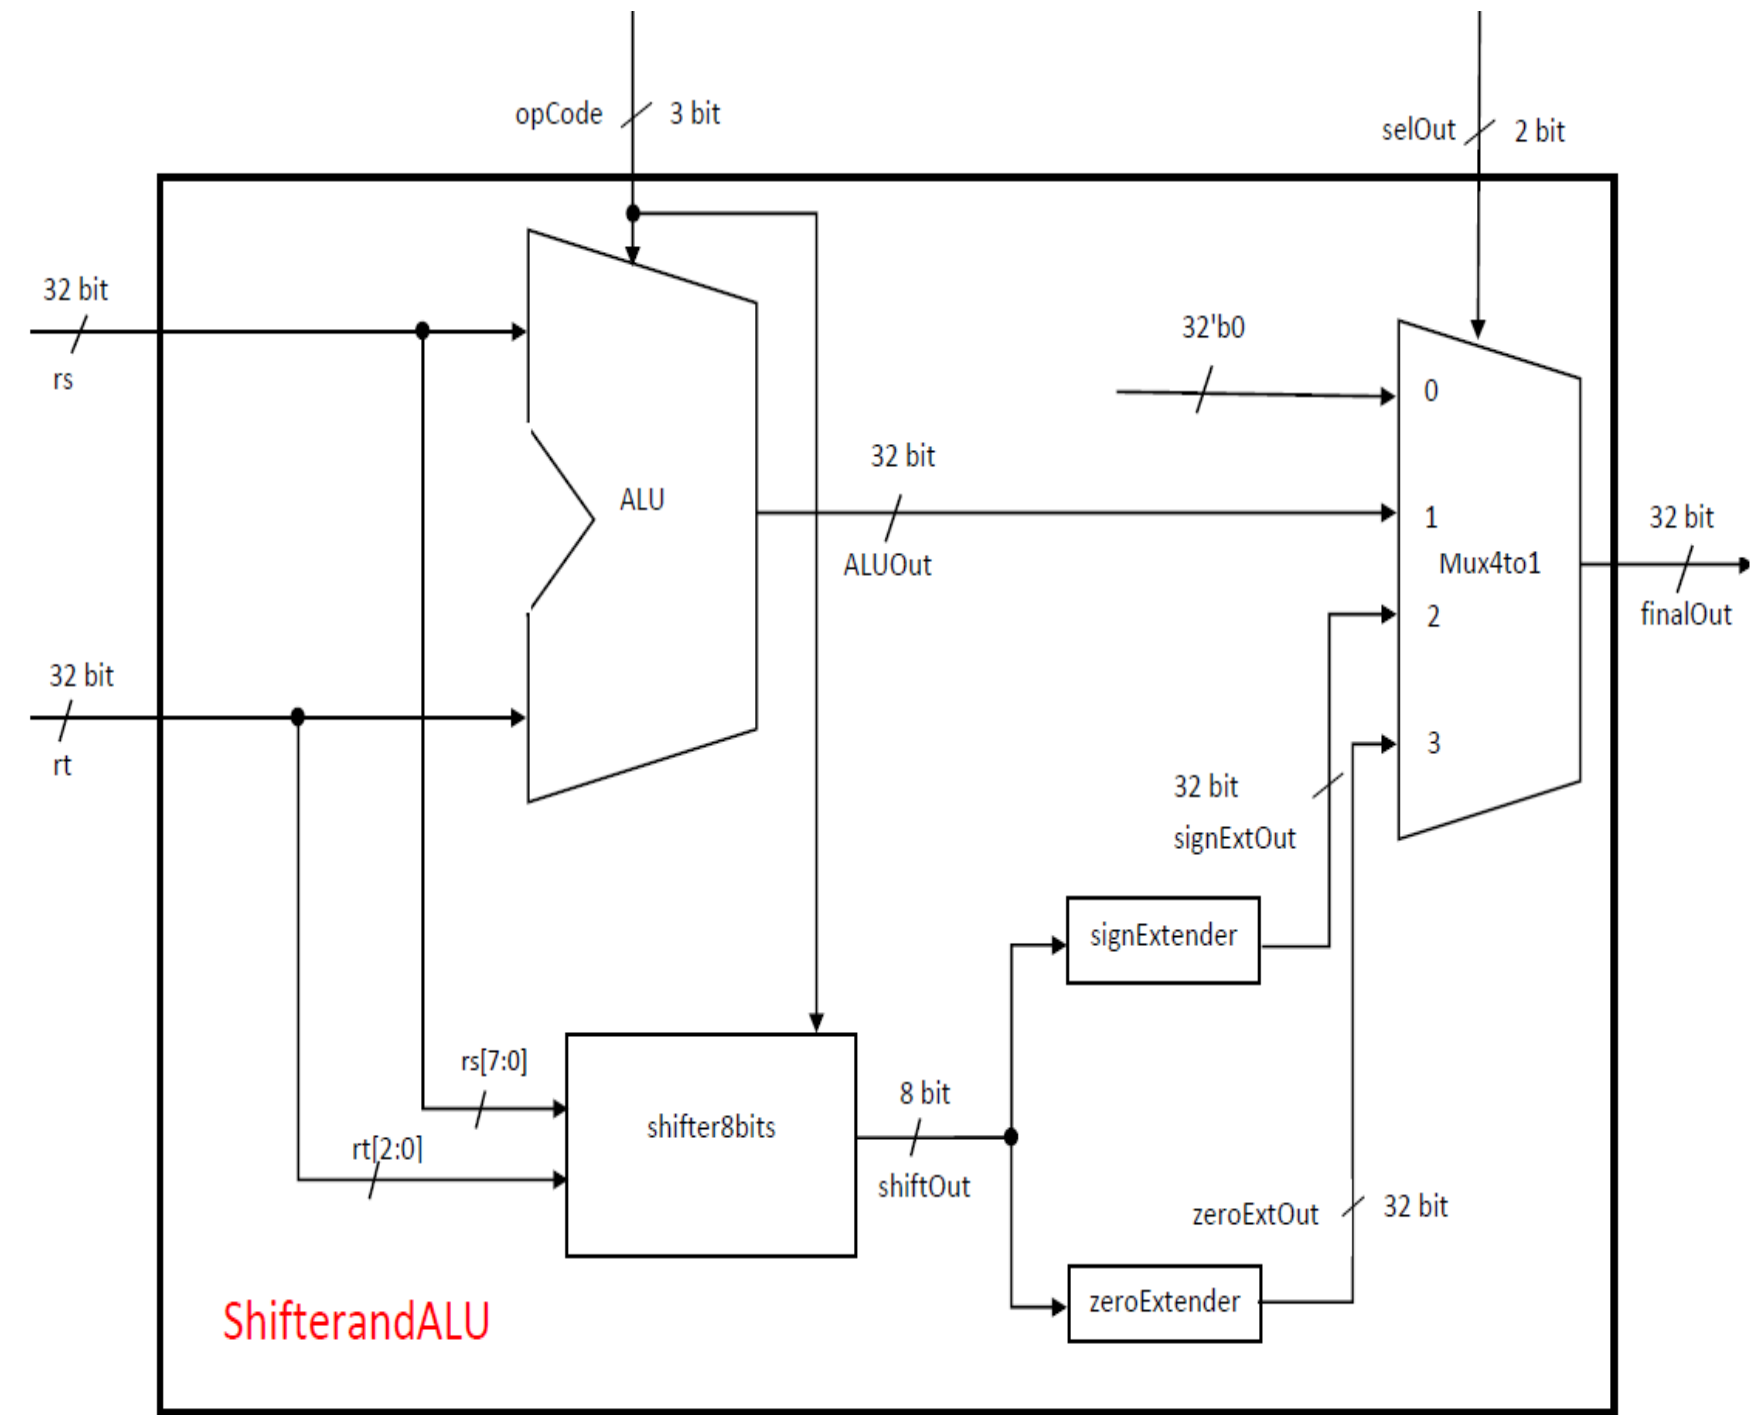 opCode
3 bit
selOut
2 bit
32 bit
rs
32'b0
0
32 bit
ALU
1
32 bit
ALUOut
Mux4to1
finalOut
2
32 bit
rt
3
32 bit
signExtOut
signExtender
rs[7:0]
8 bit
shifter8bits
rt[2:0]
shiftOut
zeroExtOut
32 bit
zeroExtender
ShifterandALU